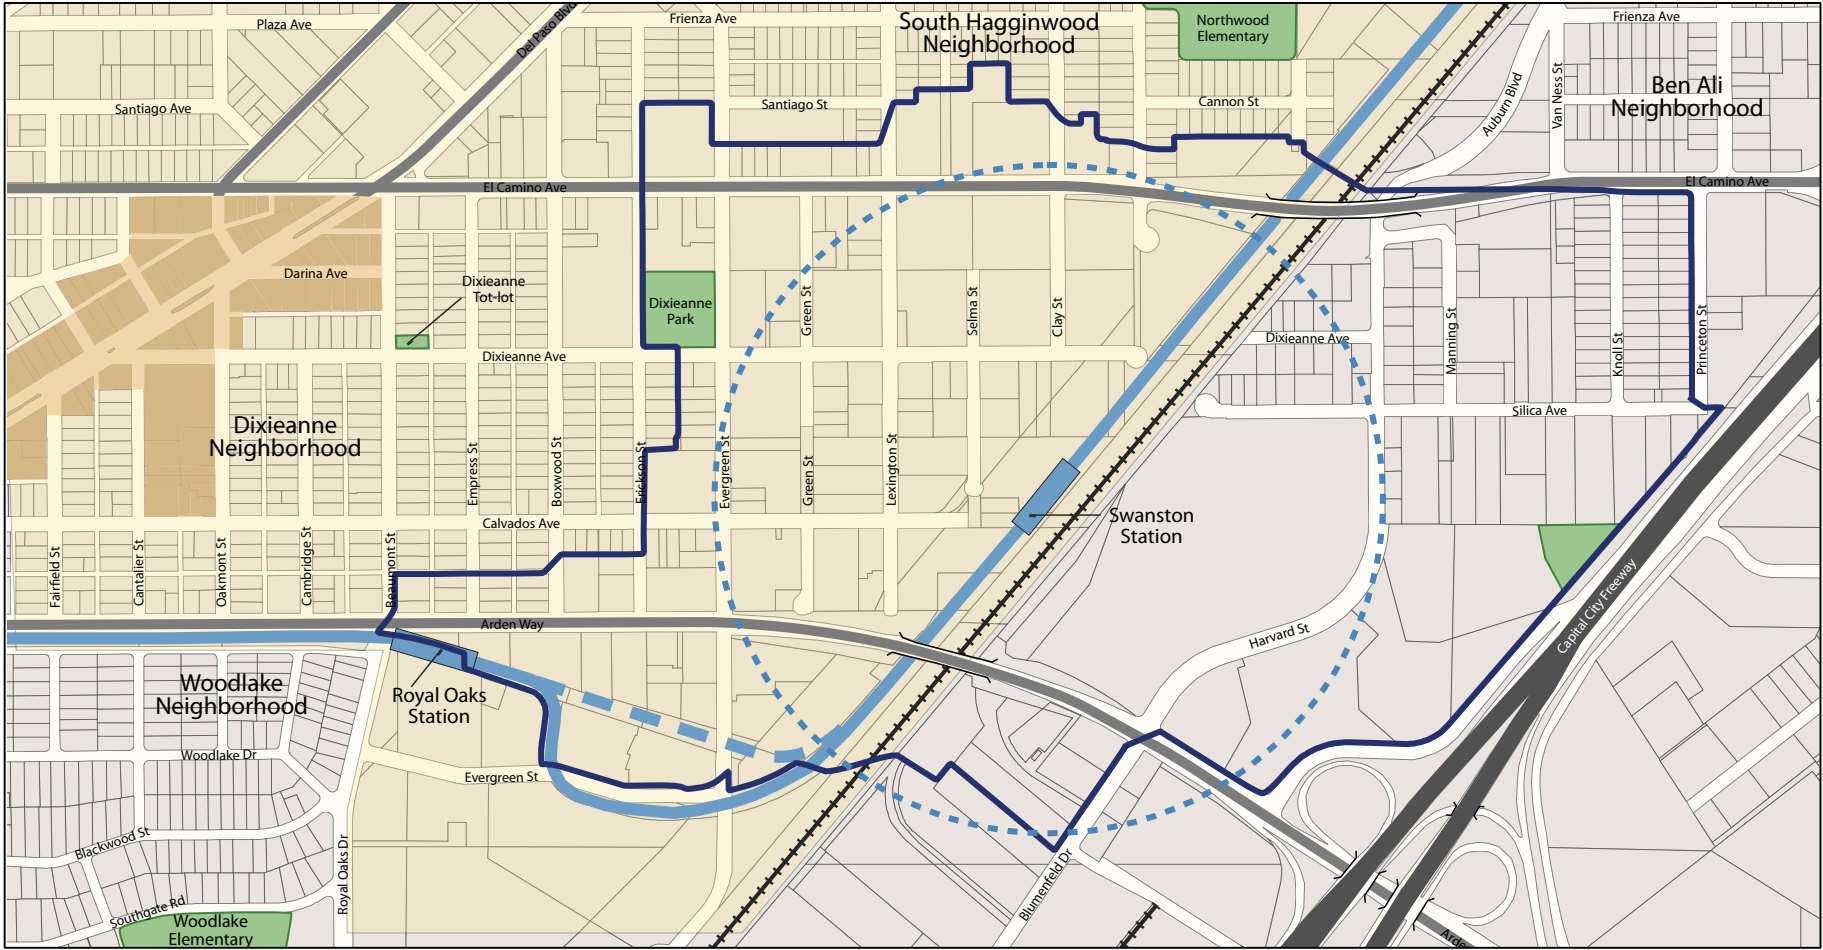 Plaza Ave
Del Paso Blvd
Frienza Ave
South Hagginwood
Neighborhood
Northwood
Elementary
Frienza Ave
Santiago Ave
Santiago St
Cannon St
Auburn Blvd
Van Ness St
Ben Ali
Neighborhood
El Camino Ave
El Camino Ave
Darina Ave
Dixieanne
Tot-lot
Dixieanne
Park
Green St
Selma St
Clay St
Dixieanne Ave
Manning St
Knoll St
Princeton St
Dixieanne Ave
Silica Ave
Dixieanne
Neighborhood
Empress St
Boxwood St
Erickson St
Evergreen St
Green St
Lexington St
Calvados Ave
Swanston
Station
Fairfield St
Cantalier St
Oakmont St
Cambridge St
Beaumont St
Arden Way
Harvard St
Capital City Freeway
Woodlake
Neighborhood
Royal Oaks
Station
Woodlake Dr
Evergreen St
Blackwood St
Royal Oaks Dr
Blumenfeld Dr
Southgate Rd
Woodlake
Elementary
Arde